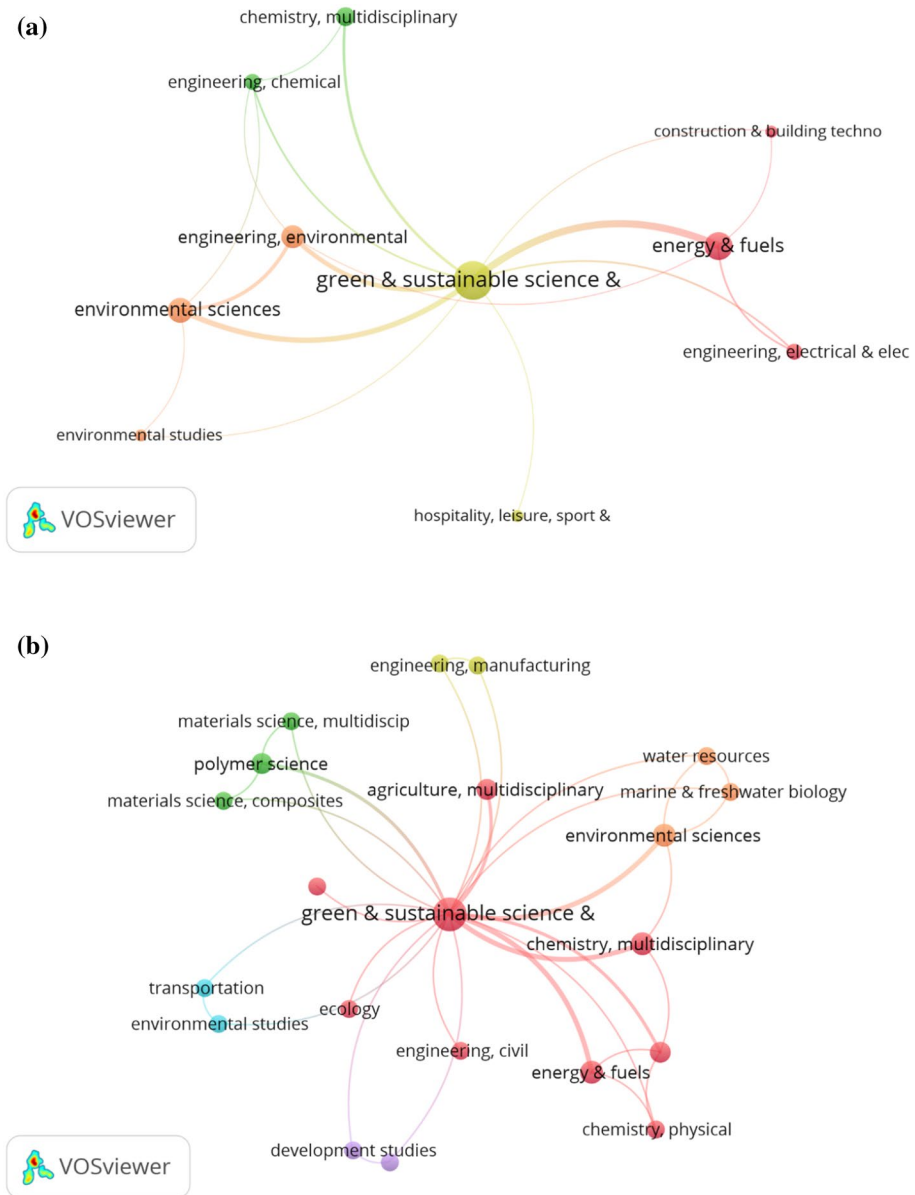 (a)
chemistry, multidisciplinary
engineering, chemical
construction & building techno
engineering, environmental
energy & fuels
green & sustainable science &
environmental sciences
engineering, electrical & elec
environmental studies
hospitality, leisure, sport &
VOSviewer
(b)
engineering, manufacturing
materials science, multidiscip
water resources
polymer science
agriculture, multidisciplinary
marine & freshwater biology
materials science, composites
environmental sciences
green & sustainable science &
chemistry, multidisciplinary
transportation
ecology
environmental studies
engineering, civil
energy & fuels
chemistry, physical
development studies
VOSviewer